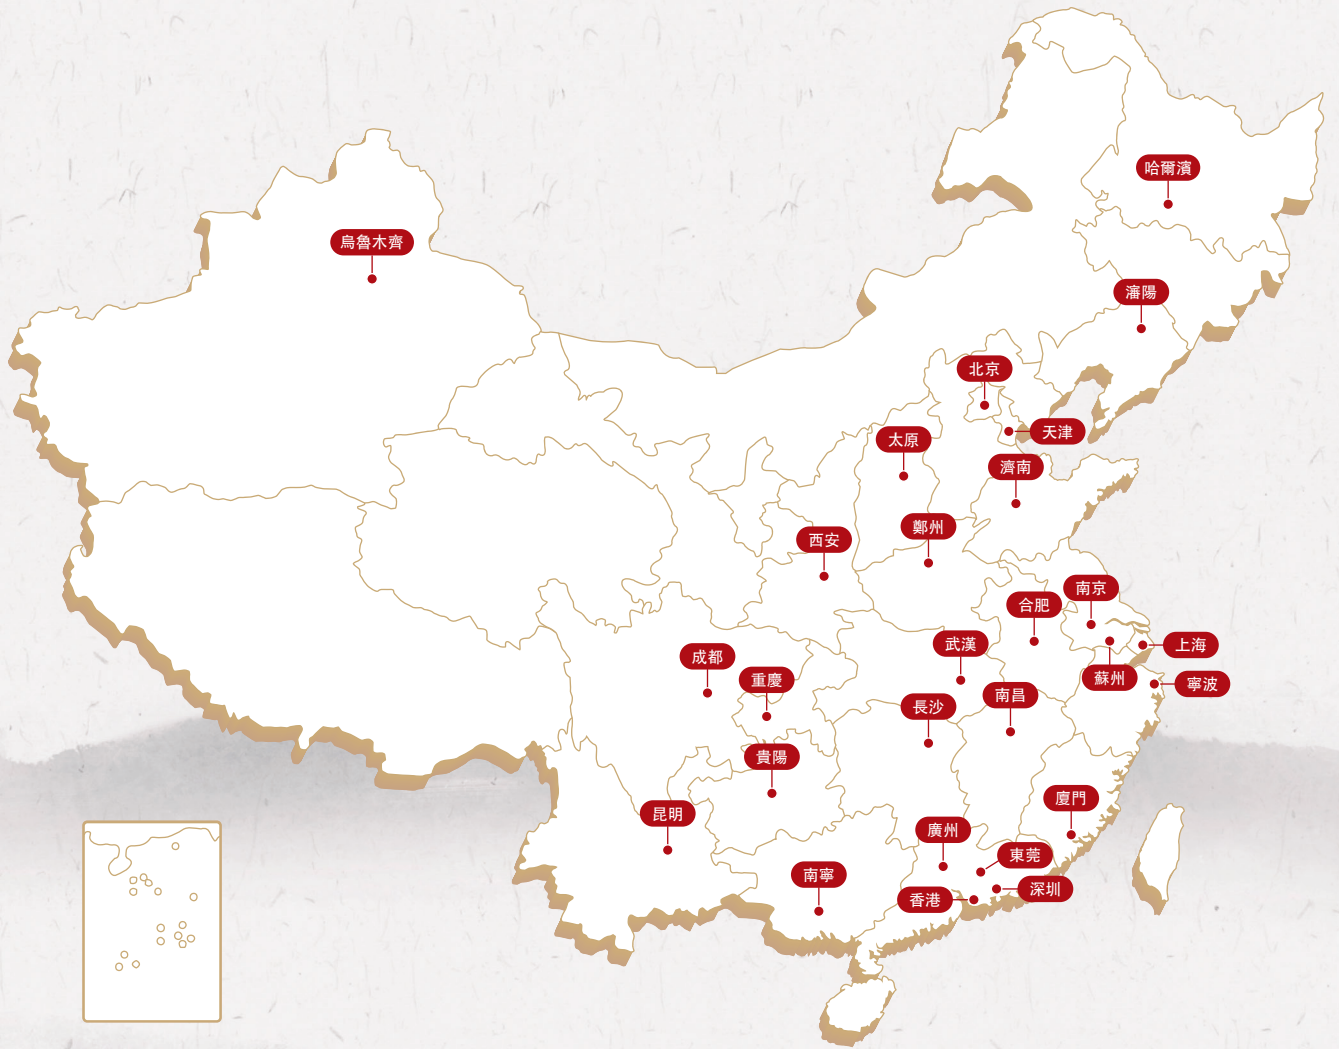 哈爾濱
烏魯木齊
瀋陽
北京
天津
太原
濟南
鄭州
西安
南京
合肥
武漢
上海
成都
蘇州
重慶
寧波
南昌
長沙
貴陽
廈門
昆明
廣州
東莞
南寧
深圳
香港